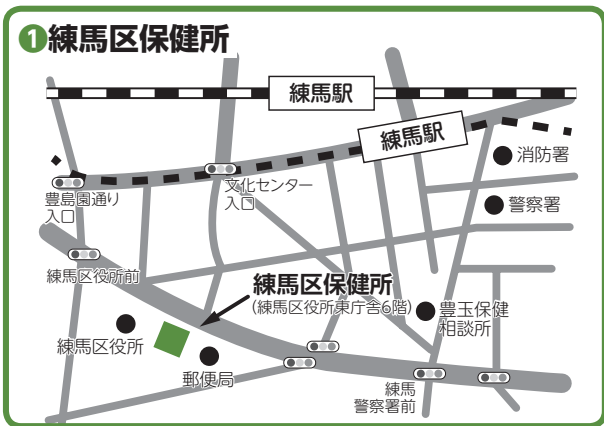 ❶練馬区保健所
練馬駅
練馬駅
消防署
豊島園通り
入口
文化センター
入口
警察署
練馬区役所前
練馬区保健所
(練馬区役所東庁舎6階)
豊玉保健
相談所
練馬区役所
郵便局
練馬
警察署前